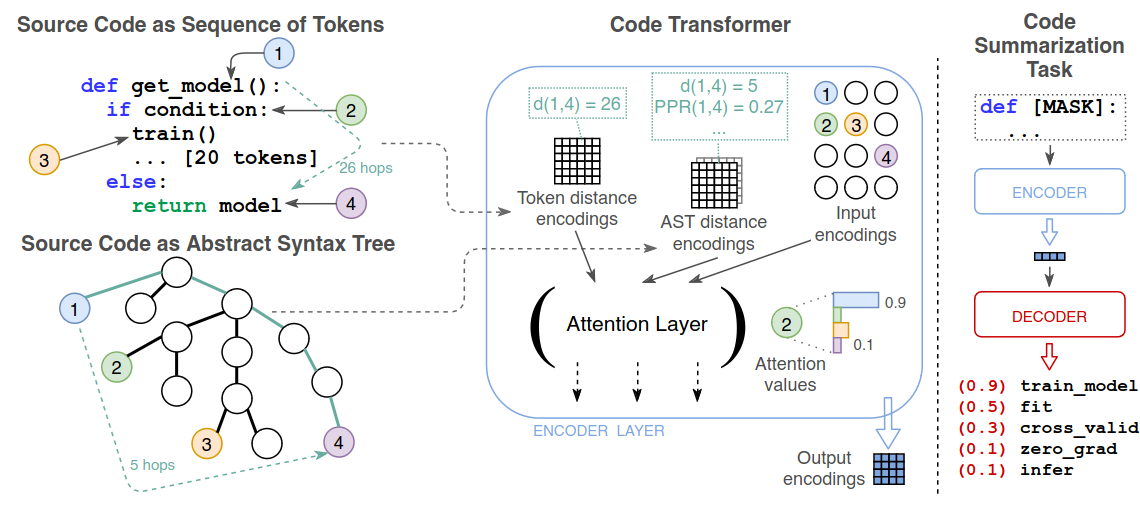 Source Code as Sequence of Tokens
1
def get_model():
if condition:
2
train()
3
... [20 tokens]
26 hops
else:
return model
4
Source Code as Abstract Syntax Tree
1
2
3
4
5 hops
Code Transformer
d(1,4) = 26
d(1,4) = 5
PPR(1,4) = 0.27
...
1
2
3
4
Token distance
encodings
AST distance
encodings
Input
encodings
( Attention Layer )
2
0.9
0.1
Attention
values
ENCODER LAYER
Output
encodings
Code
Summarization
Task
def [MASK]:
...
ENCODER
DECODER
(0.9) train_model
(0.5) fit
(0.3) cross_valid
(0.1) zero_grad
(0.1) infer